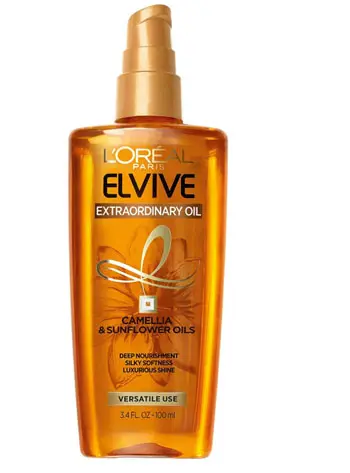 L'ORÉAL
PARIS
ELVIVE
EXTRAORDINARY OIL
CAMELLIA
& SUNFLOWER OILS
DEEP NOURISHMENT
SILKY SOFTNESS
LUXURIOUS SHINE
VERSATILE USE
3.4 FL. OZ - 100 ml